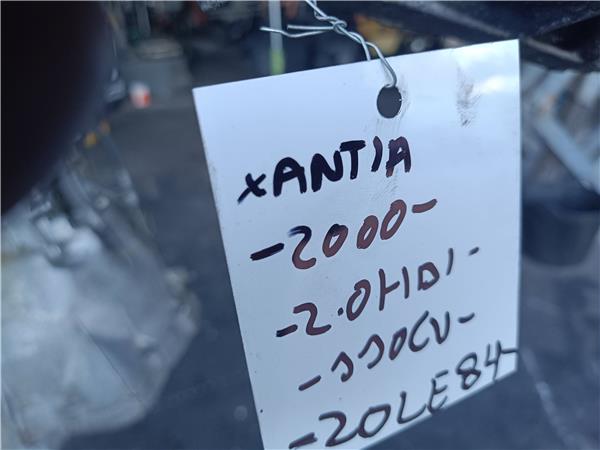 XANTIA
-2000-
-2.0HDI-
-110CV-
-20LE84-